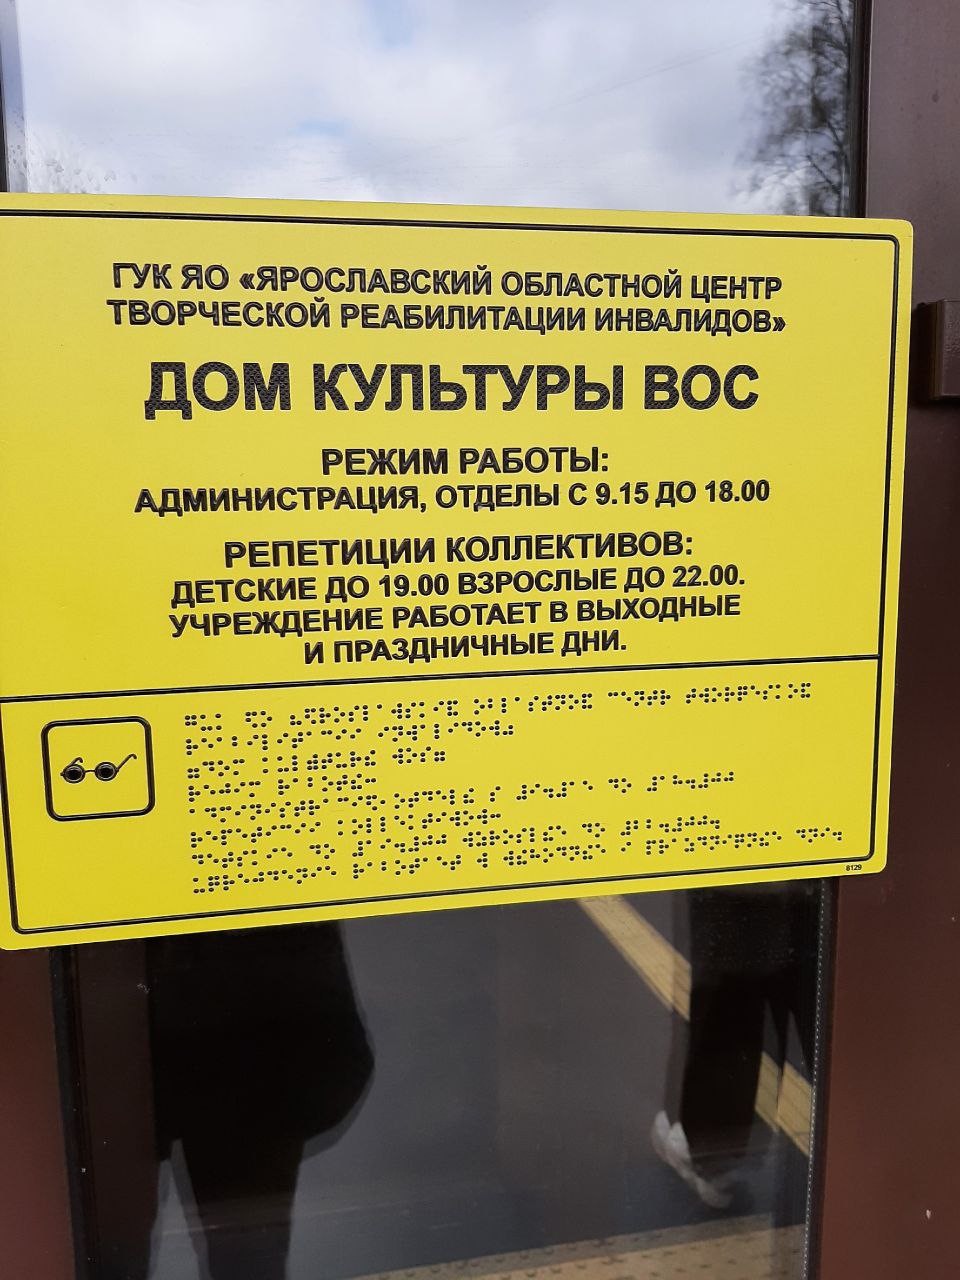 ГУК ЯО «ЯРОСЛАВСКИЙ ОБЛАСТНОЙ ЦЕНТР
ТВОРЧЕСКОЙ РЕАБИЛИТАЦИИ ИНВАЛИДОВ»
ДОМ КУЛЬТУРЫ ВОС
РЕЖИМ РАБОТЫ:
АДМИНИСТРАЦИЯ, ОТДЕЛЫ С 9.15 ДО 18.00
РЕПЕТИЦИИ КОЛЛЕКТИВОВ:
ДЕТСКИЕ ДО 19.00 ВЗРОСЛЫЕ ДО 22.00.
УЧРЕЖДЕНИЕ РАБОТАЕТ В ВЫХОДНЫЕ
И ПРАЗДНИЧНЫЕ ДНИ.
8129